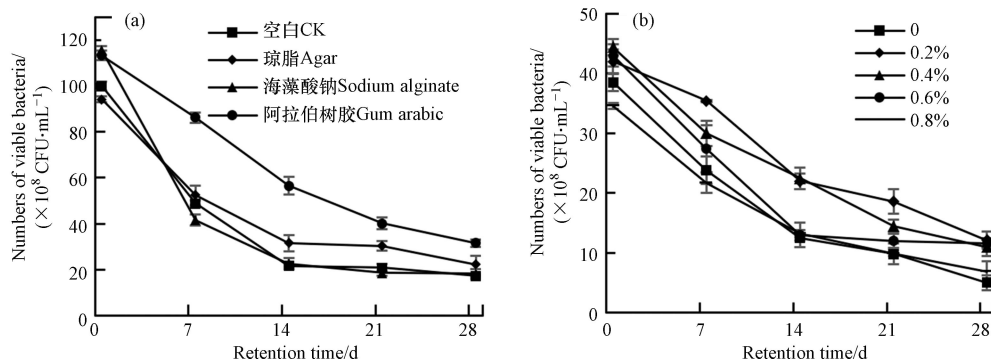 (a)
空白CK
琼脂Agar
海藻酸钠Sodium alginate
阿拉伯树胶Gum arabic
Numbers of viable bacteria/
(×10⁸ CFU·mL⁻¹)
120
100
80
60
40
20
0
0 7 14 21 28
Retention time/d
(b)
0
0.2%
0.4%
0.6%
0.8%
Numbers of viable bacteria/
(×10⁸ CFU·mL⁻¹)
50
40
30
20
10
0
0 7 14 21 28
Retention time/d